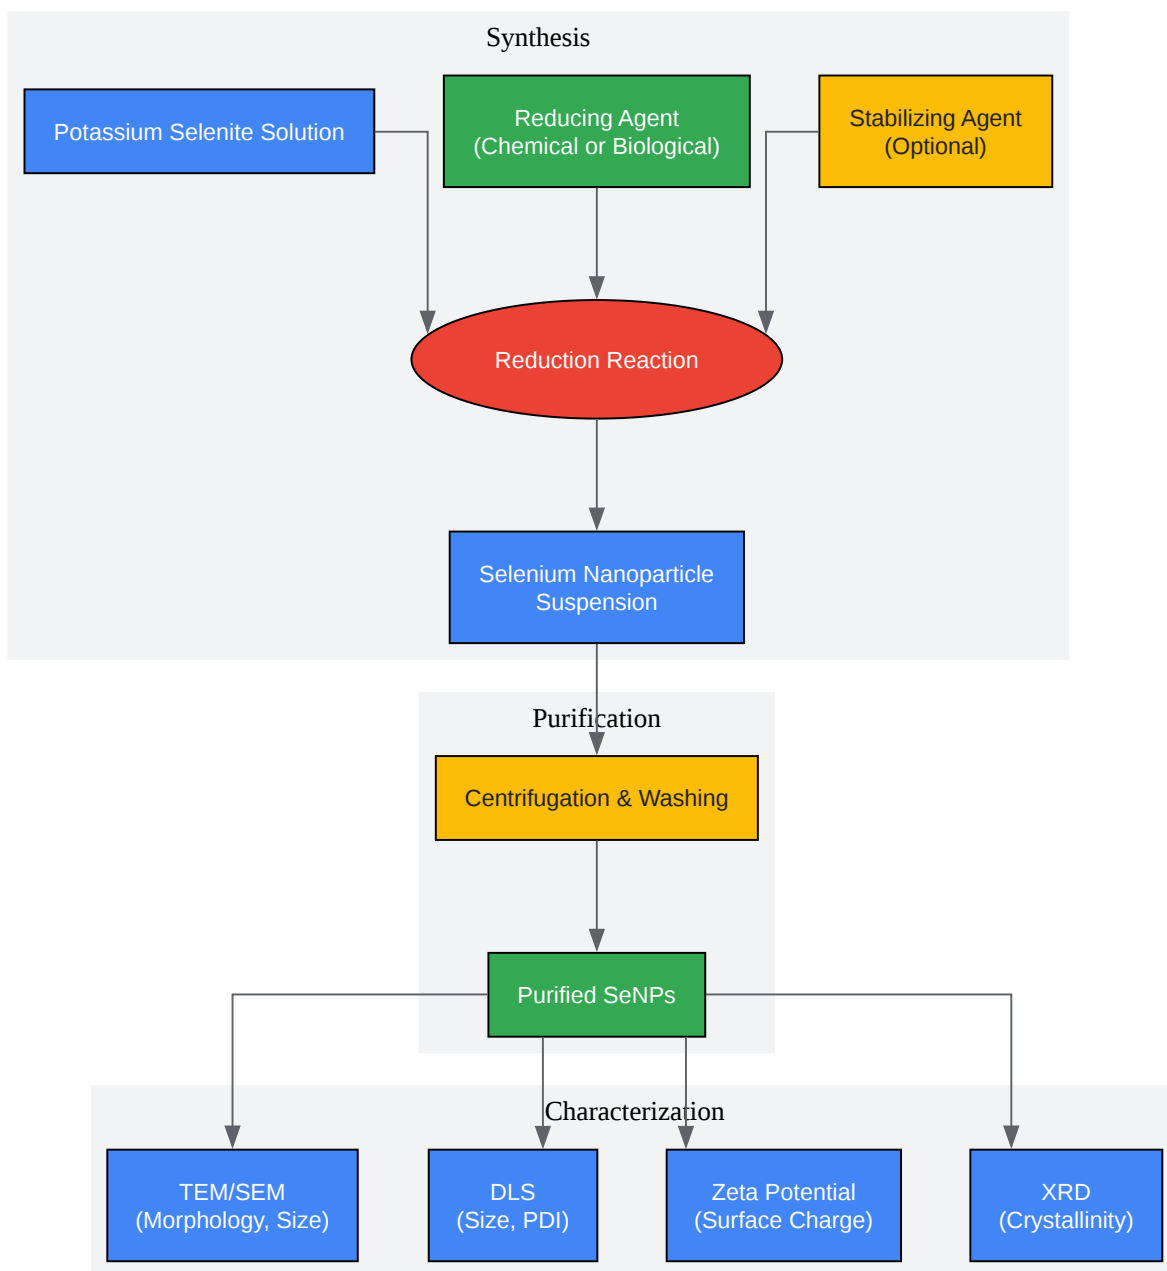 Synthesis
Potassium Selenite Solution
Reducing Agent
(Chemical or Biological)
Stabilizing Agent
(Optional)
Reduction Reaction
Selenium Nanoparticle
Suspension
Purification
Centrifugation & Washing
Purified SeNPs
Characterization
TEM/SEM
(Morphology, Size)
DLS
(Size, PDI)
Zeta Potential
(Surface Charge)
XRD
(Crystallinity)